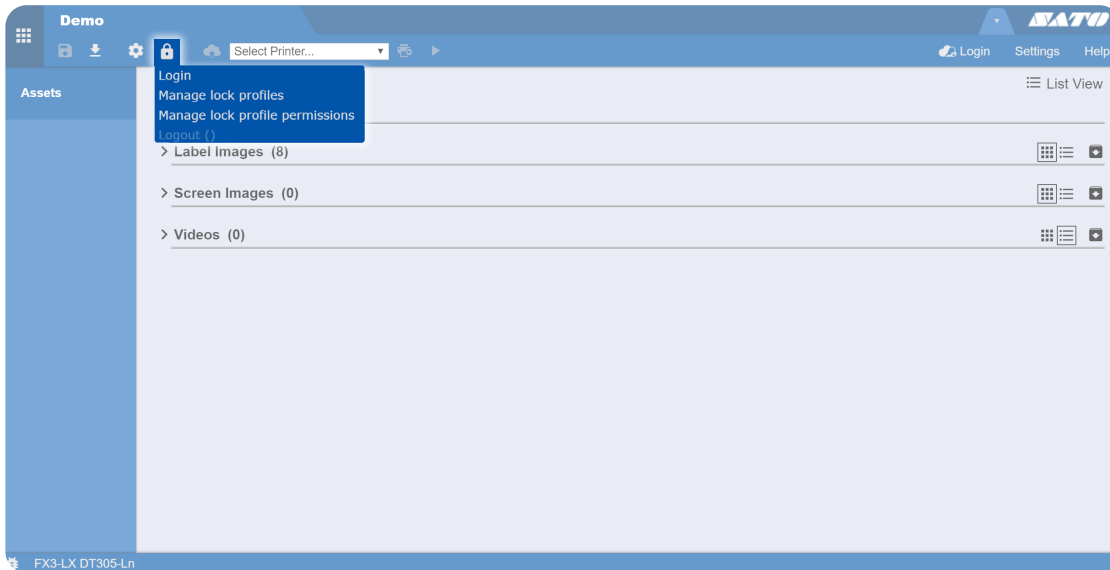 Demo
SATO
Select Printer...
Login
Settings
Help
Login
Manage lock profiles
Manage lock profile permissions
Logout ()
Assets
List View
Label Images (8)
Screen Images (0)
Videos (0)
FX3-LX DT305-Ln